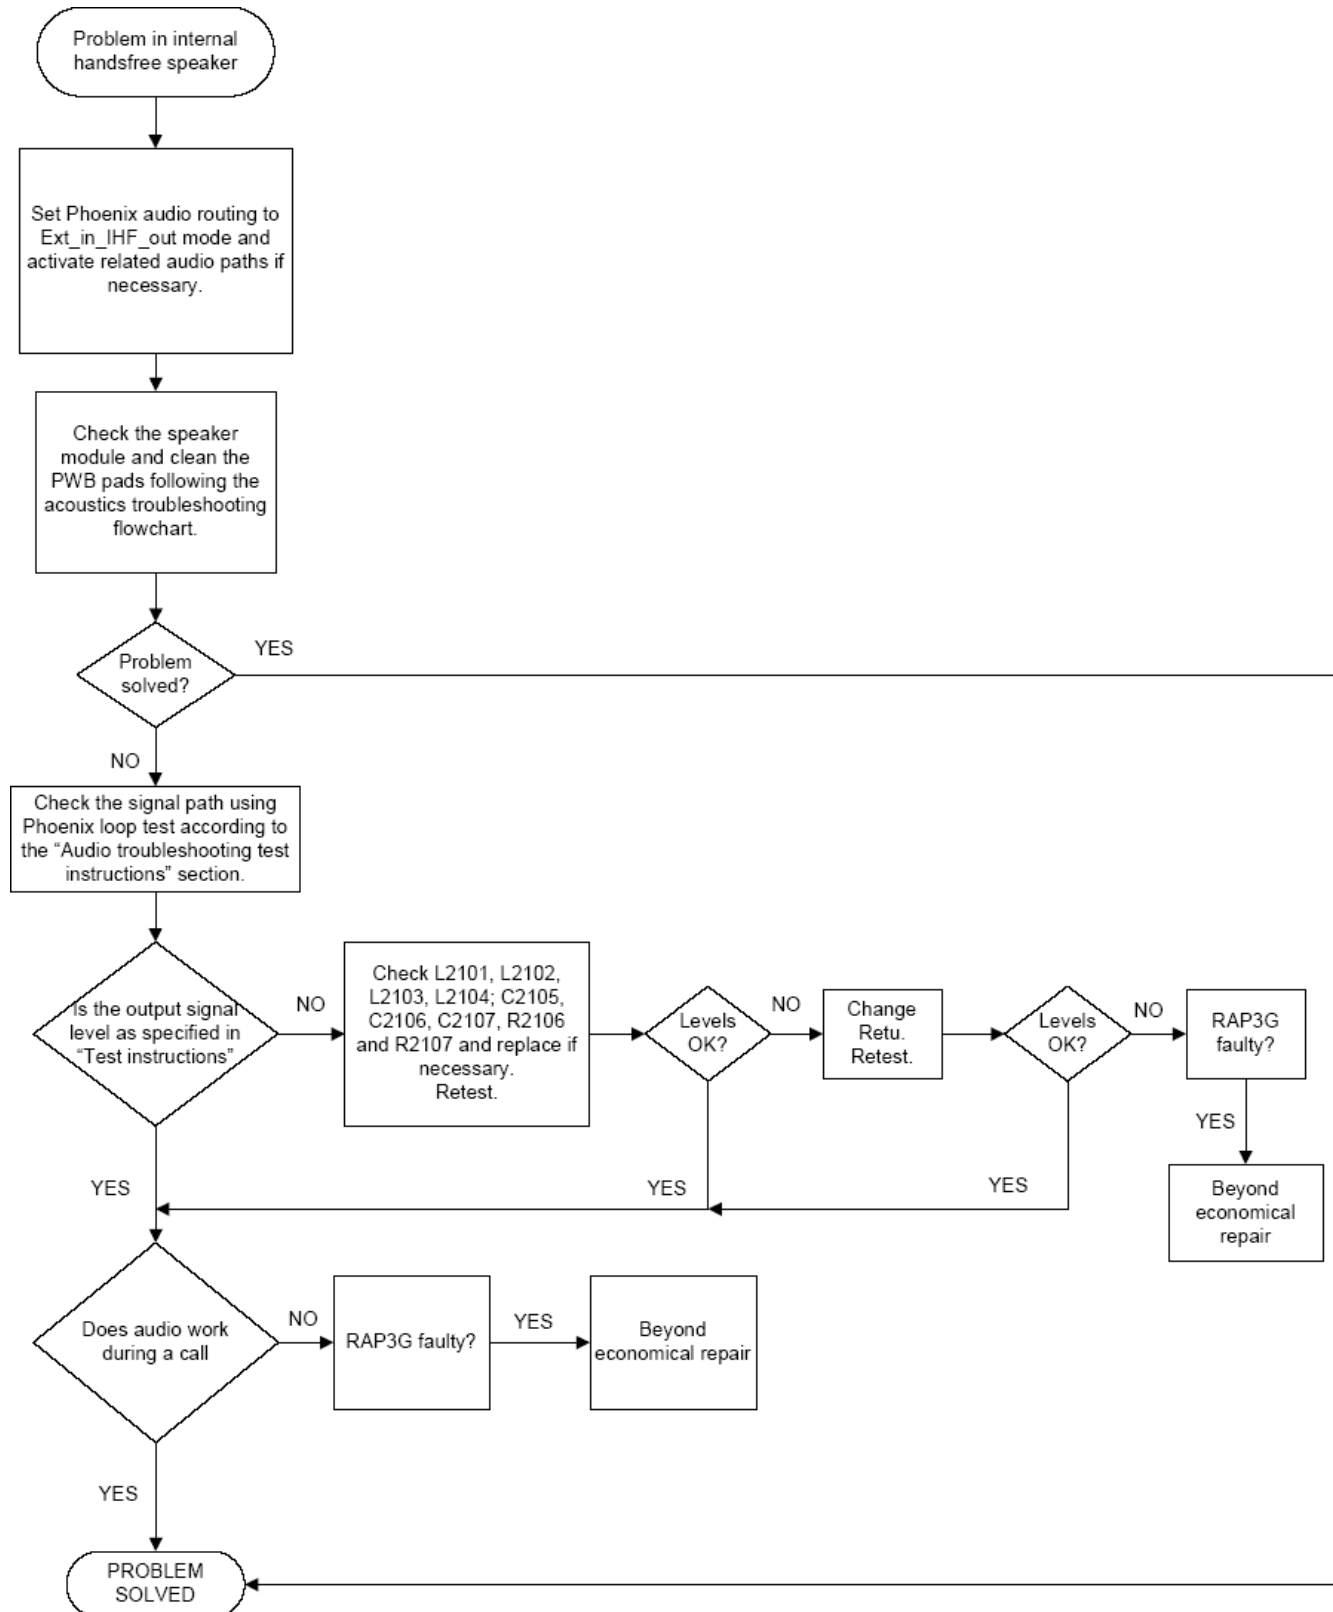 Problem in internal
handsfree speaker
Set Phoenix audio routing to
Ext_in_IHF_out mode and
activate related audio paths if
necessary.
Check the speaker
module and clean the
PWB pads following the
acoustics troubleshooting
flowchart.
Problem
solved?
YES
NO
Check the signal path using
Phoenix loop test according to
the “Audio troubleshooting test
instructions” section.
Is the output signal
level as specified in
“Test instructions”
NO
Check L2101, L2102,
L2103, L2104; C2105,
C2106, C2107, R2106
and R2107 and replace if
necessary.
Retest.
Levels
OK?
NO
Change
Retu.
Retest.
Levels
OK?
NO
RAP3G
faulty?
YES
Beyond
economical
repair
YES
YES
YES
Does audio work
during a call
NO
RAP3G faulty?
YES
Beyond
economical repair
YES
PROBLEM
SOLVED